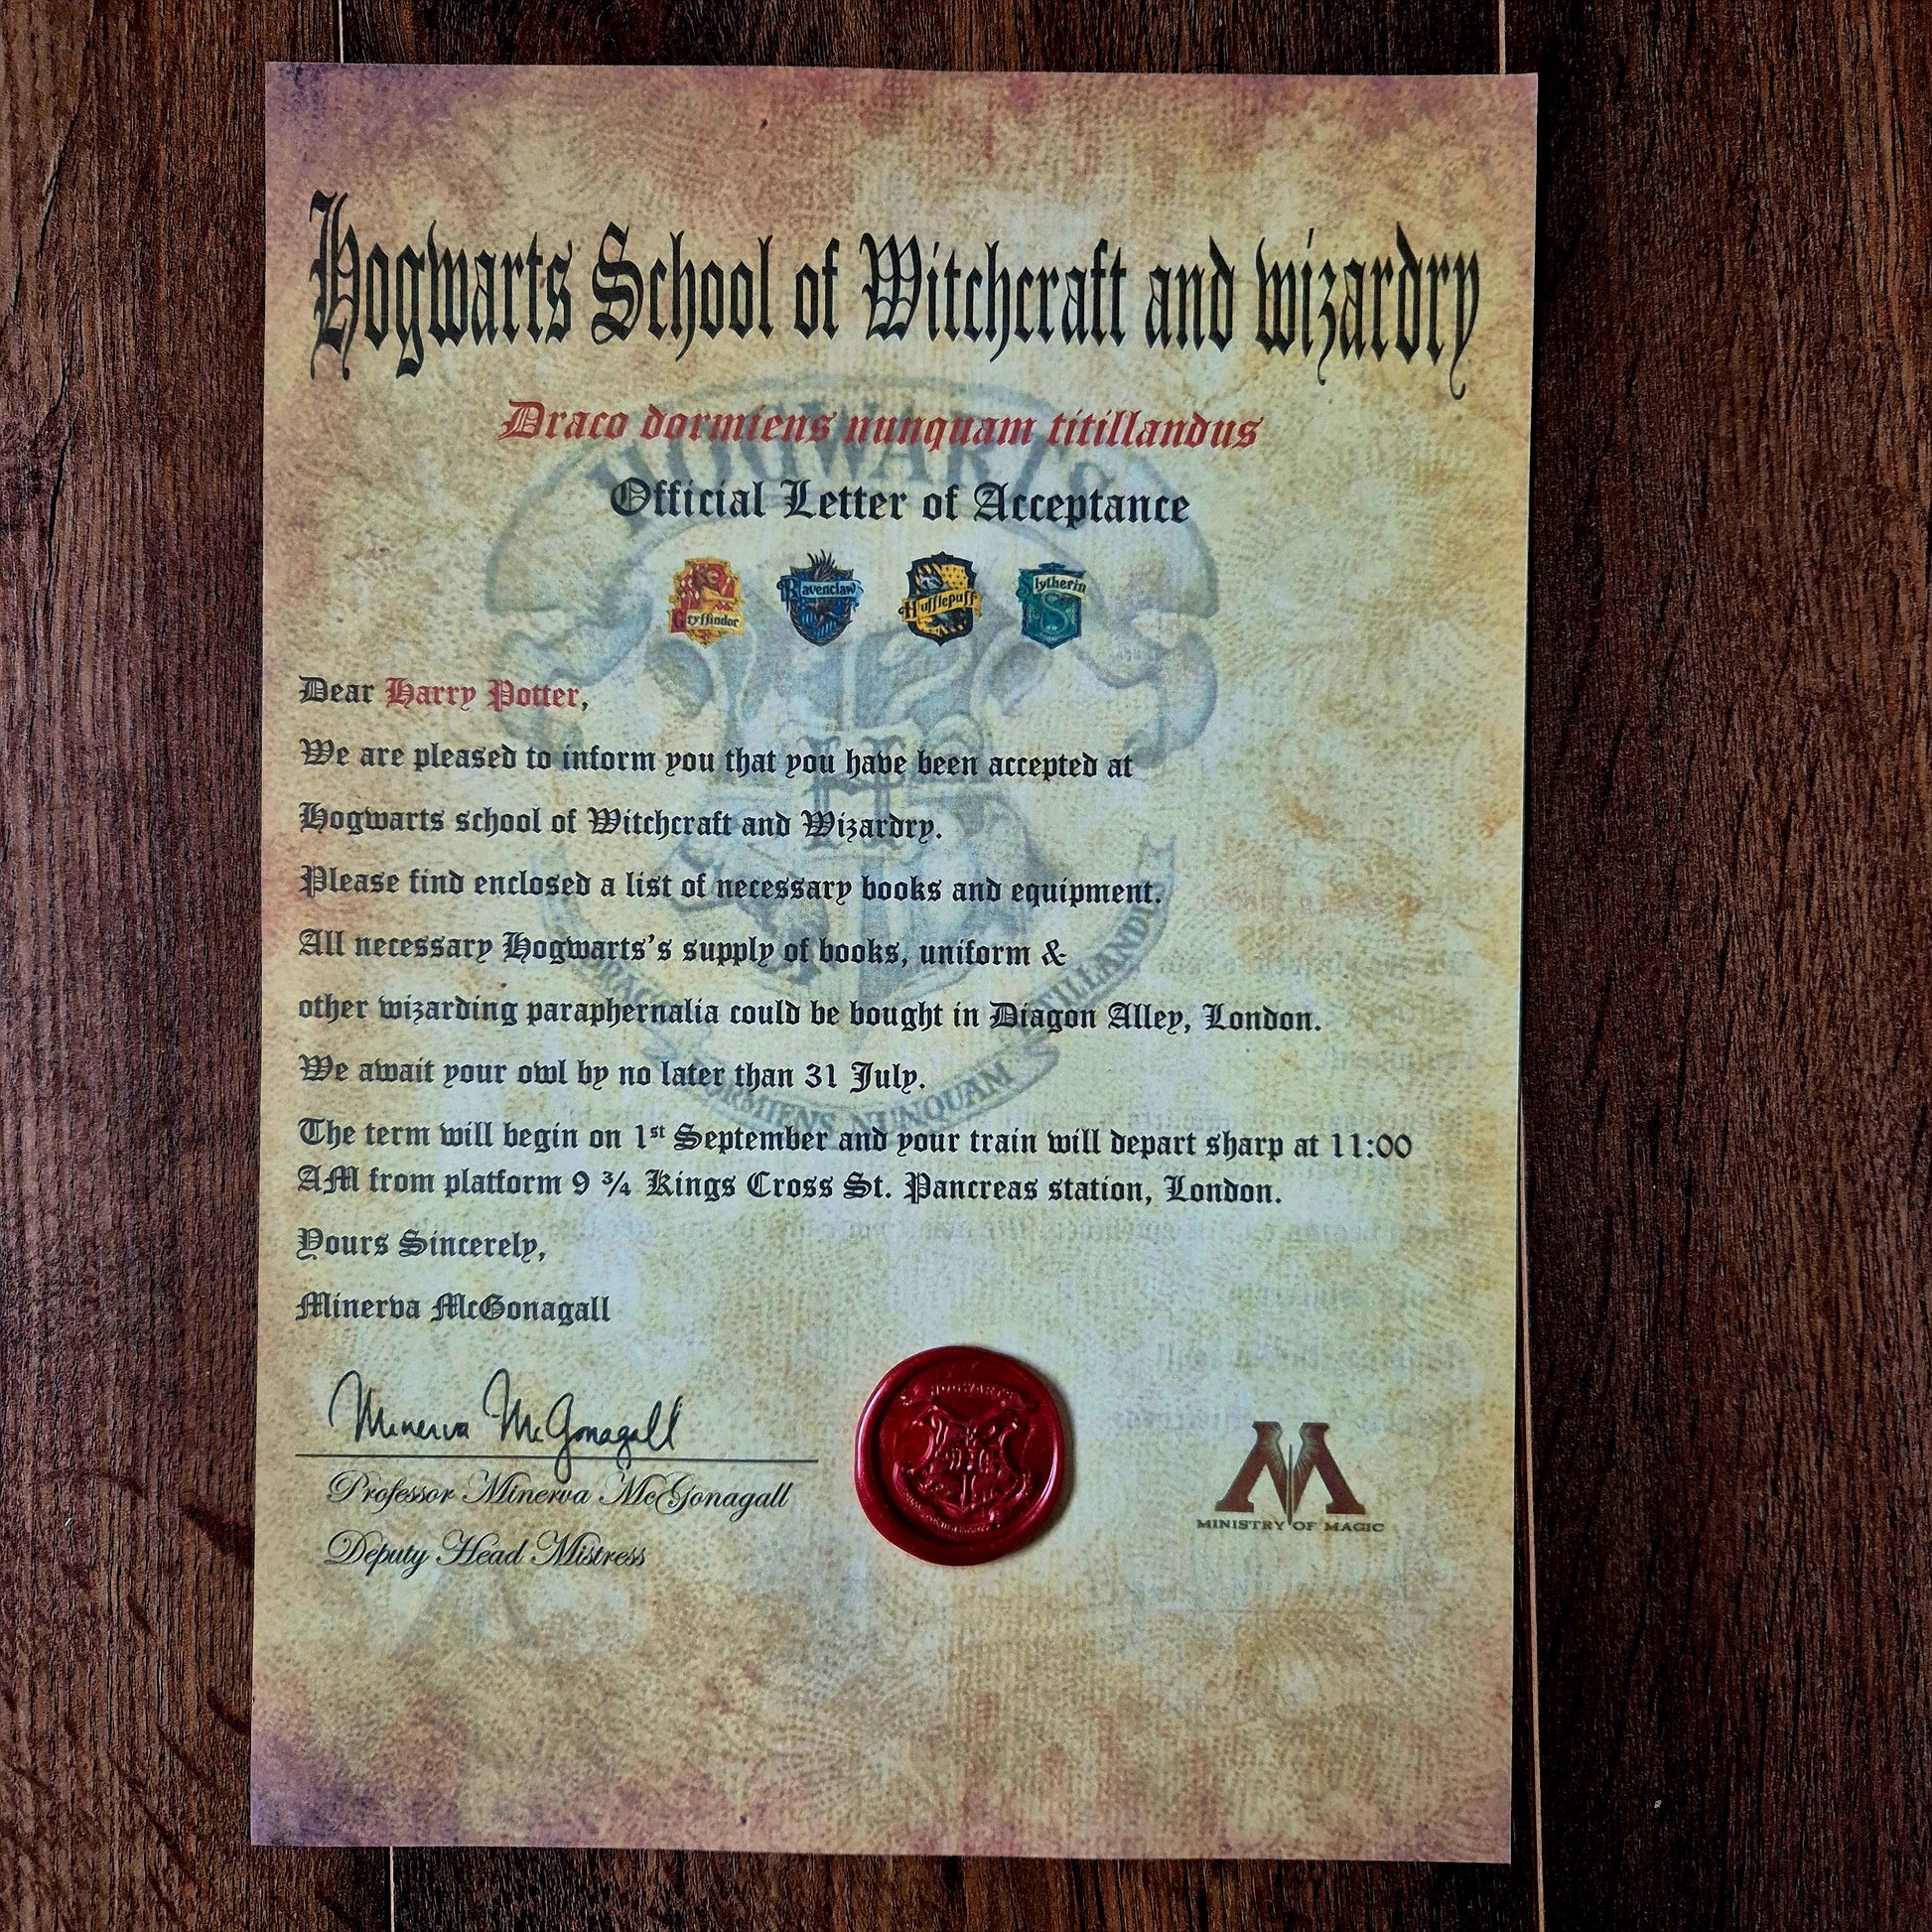 Hogwarts School of Witchcraft and wizardry
Draco dormiens nunquam titillandus
HOGWARTS
Official Letter of Acceptance
Gryffindor Ravenclaw Hufflepuff Slytherin
Dear Harry Potter,
We are pleased to inform you that you have been accepted at
Hogwarts school of Witchcraft and Wizardry.
Please find enclosed a list of necessary books and equipment.
All necessary Hogwarts's supply of books, uniform &
other wizarding paraphernalia could be bought in Diagon Alley, London.
We await your owl by no later than 31 July.
DRACO DORMIENS NUNQUAM TITILLANDUS
The term will begin on 1st September and your train will depart sharp at 11:00
AM from platform 9 ¾ Kings Cross St. Pancreas station, London.
Yours Sincerely,
Minerva McGonagall
Minerva McGonagall
Professor Minerva McGonagall
Deputy Head Mistress
HOGWARTS
M
MINISTRY OF MAGIC